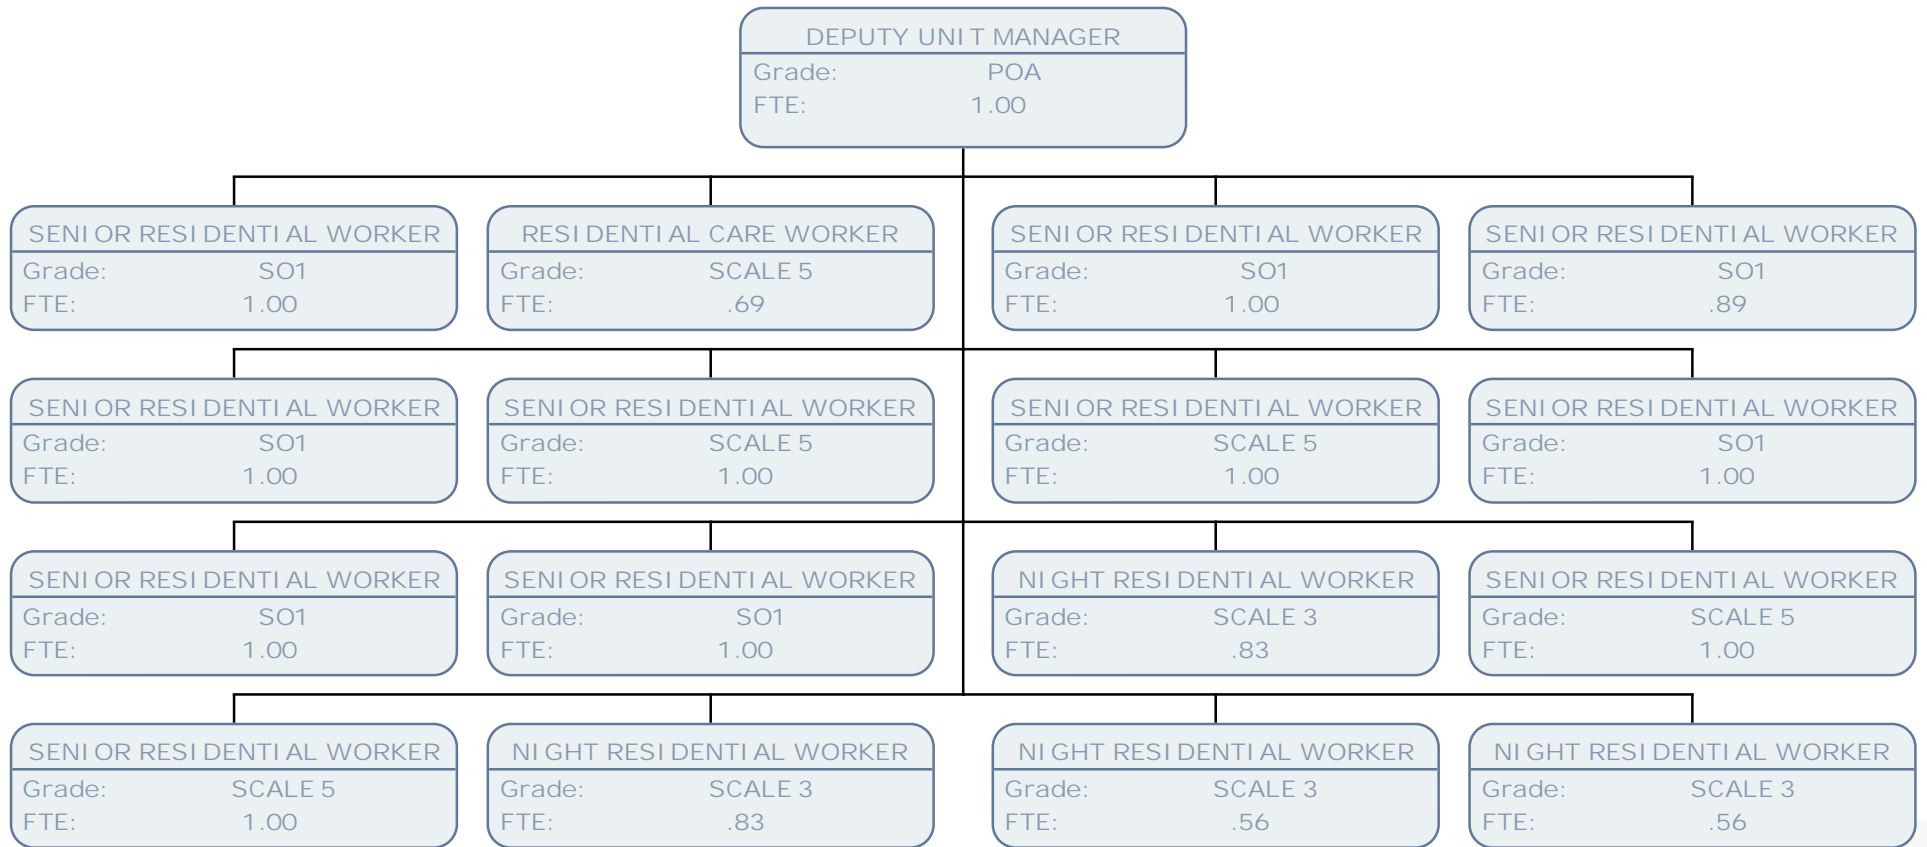 DEPUTY UNIT MANAGER
Grade: POA
FTE: 1.00
SENIOR RESIDENTIAL WORKER
Grade: SO1
FTE: 1.00
RESIDENTIAL CARE WORKER
Grade: SCALE 5
FTE: .69
SENIOR RESIDENTIAL WORKER
Grade: SO1
FTE: 1.00
SENIOR RESIDENTIAL WORKER
Grade: SO1
FTE: .89
SENIOR RESIDENTIAL WORKER
Grade: SO1
FTE: 1.00
SENIOR RESIDENTIAL WORKER
Grade: SCALE 5
FTE: 1.00
SENIOR RESIDENTIAL WORKER
Grade: SCALE 5
FTE: 1.00
SENIOR RESIDENTIAL WORKER
Grade: SO1
FTE: 1.00
SENIOR RESIDENTIAL WORKER
Grade: SO1
FTE: 1.00
SENIOR RESIDENTIAL WORKER
Grade: SO1
FTE: 1.00
NIGHT RESIDENTIAL WORKER
Grade: SCALE 3
FTE: .83
SENIOR RESIDENTIAL WORKER
Grade: SCALE 5
FTE: 1.00
SENIOR RESIDENTIAL WORKER
Grade: SCALE 5
FTE: 1.00
NIGHT RESIDENTIAL WORKER
Grade: SCALE 3
FTE: .83
NIGHT RESIDENTIAL WORKER
Grade: SCALE 3
FTE: .56
NIGHT RESIDENTIAL WORKER
Grade: SCALE 3
FTE: .56